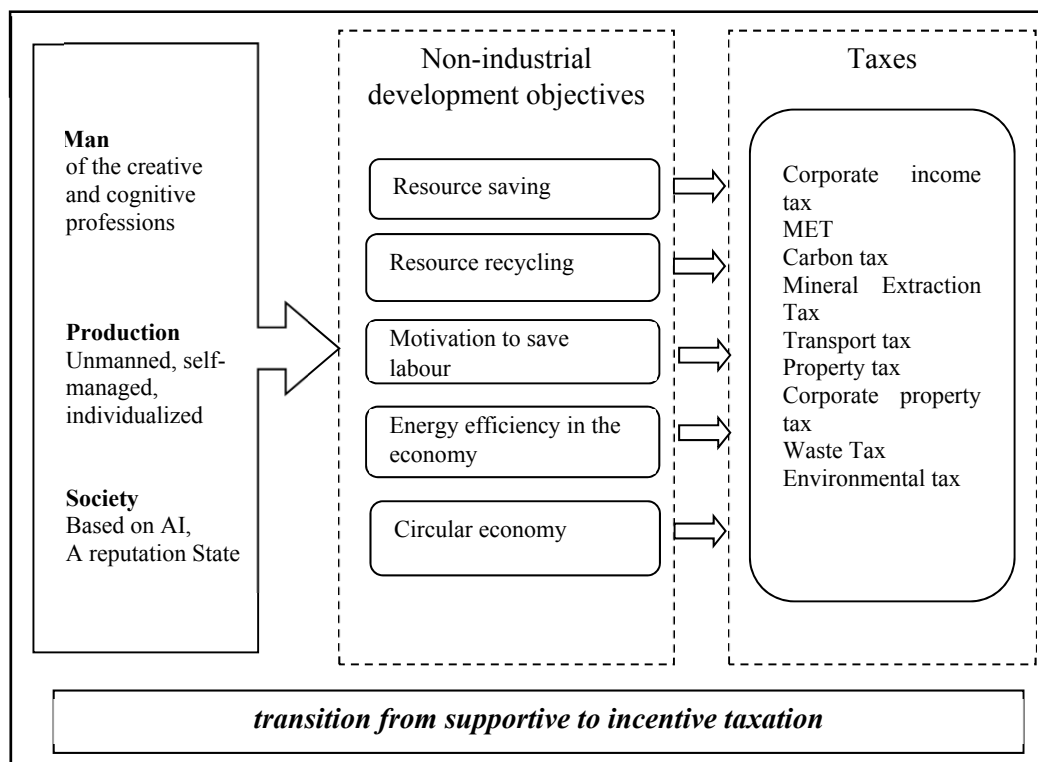 Man
of the creative
and cognitive
professions
Production
Unmanned, self-
managed,
individualized
Society
Based on AI,
A reputation State
Non-industrial
development objectives
Resource saving
Resource recycling
Motivation to save
labour
Energy efficiency in the
economy
Circular economy
Taxes
Corporate income
tax
MET
Carbon tax
Mineral Extraction
Tax
Transport tax
Property tax
Corporate property
tax
Waste Tax
Environmental tax
transition from supportive to incentive taxation